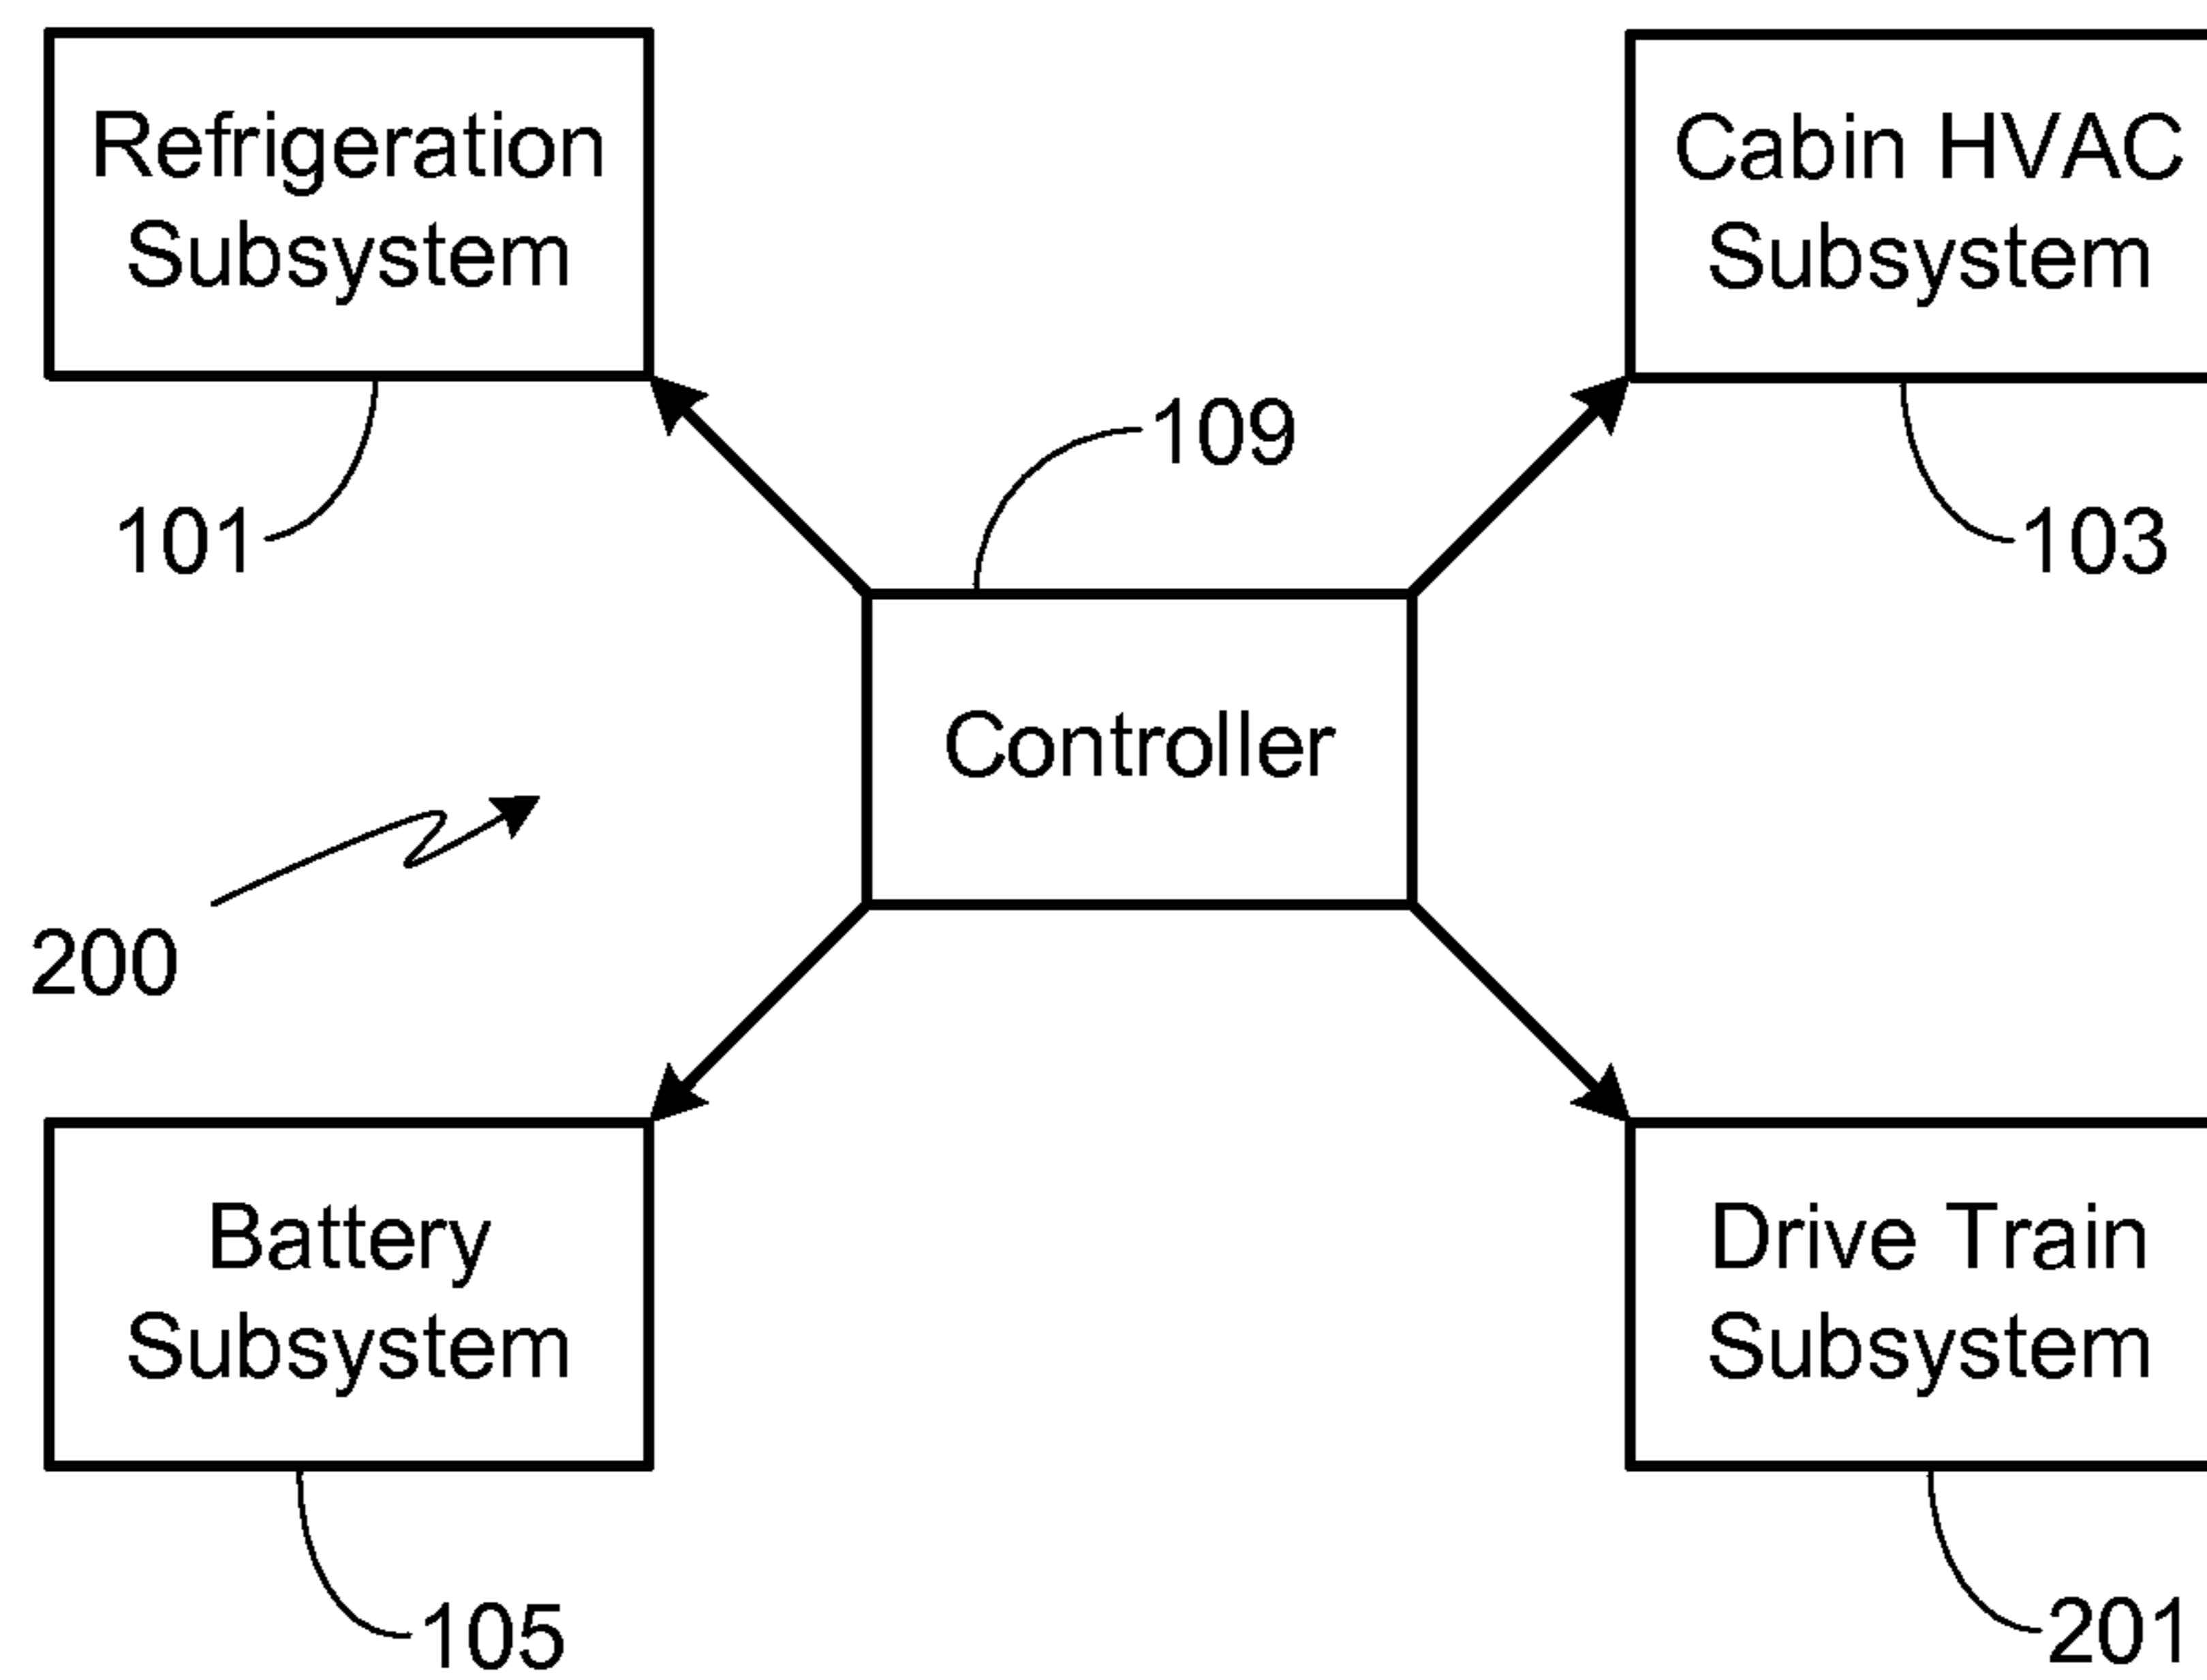 Refrigeration
Subsystem
Cabin HVAC
Subsystem
109
101
103
Controller
200
Battery
Subsystem
Drive Train
Subsystem
105
201